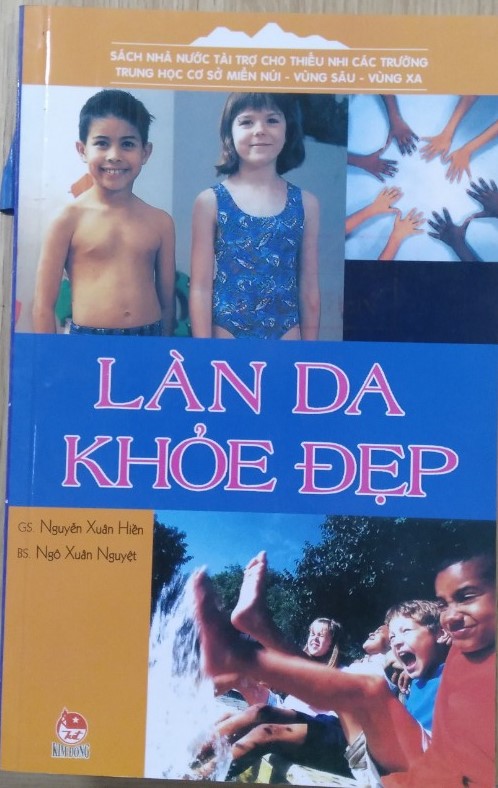 SÁCH NHÀ NƯỚC TÀI TRỢ CHO THIẾU NHI CÁC TRƯỜNG
TRUNG HỌC CƠ SỞ MIỀN NÚI - VÙNG SÂU - VÙNG XA
LÀN DA
KHỎE ĐẸP
GS. Nguyễn Xuân Hiền
BS. Ngô Xuân Nguyệt
KIM ĐỒNG